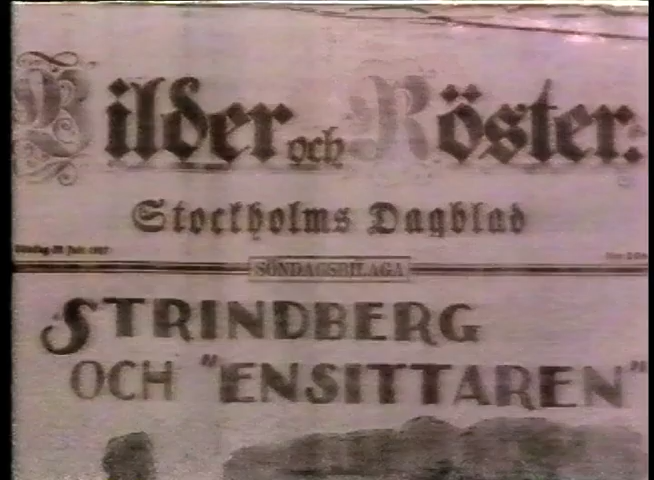 Bilder och Röster.
Stockholms Dagblad
SÖNDAGSBILAGA
STRINDBERG
OCH "ENSITTAREN"